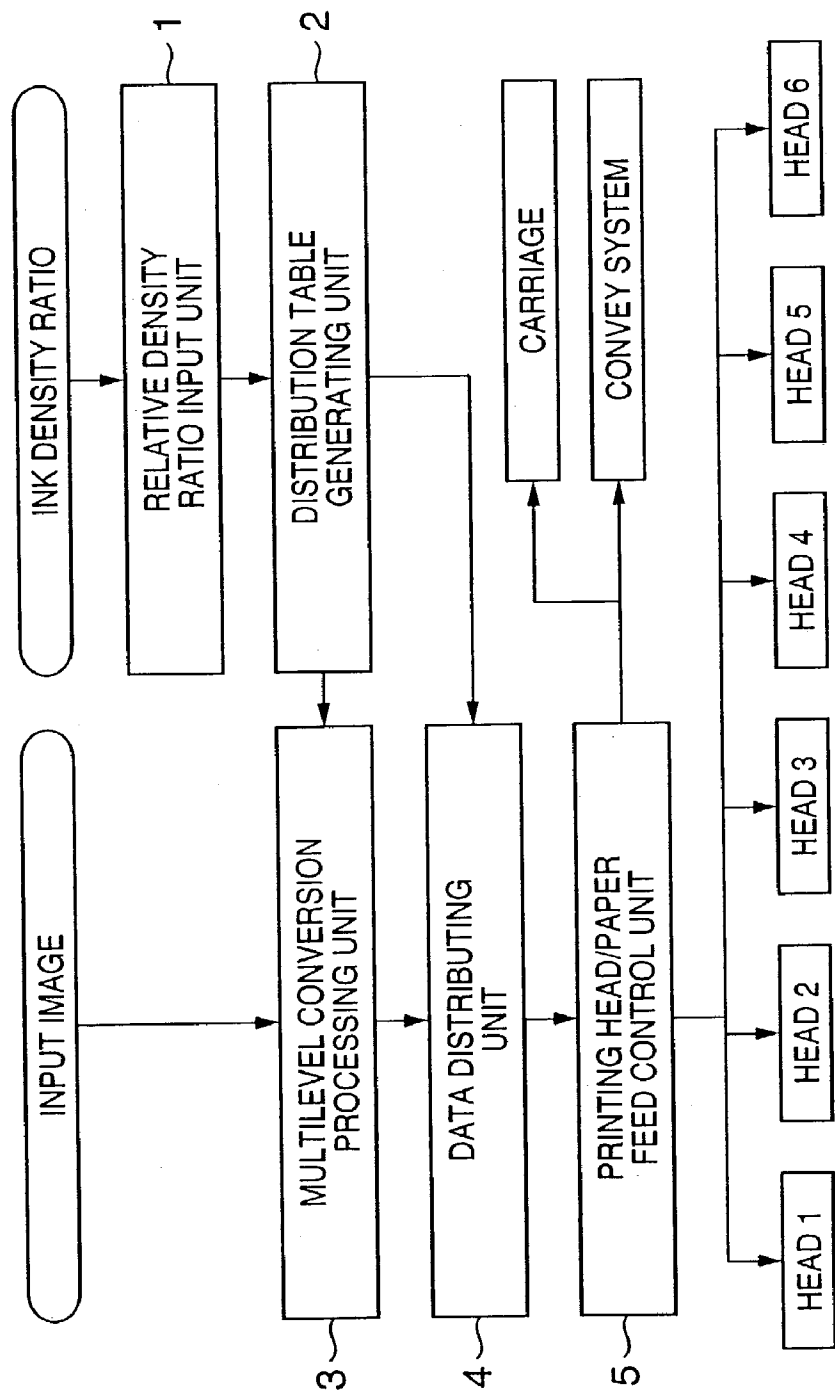 INPUT IMAGE
INK DENSITY RATIO
RELATIVE DENSITY
RATIO INPUT UNIT
1
DISTRIBUTION TABLE
GENERATING UNIT
2
3
MULTILEVEL CONVERSION
PROCESSING UNIT
4
DATA DISTRIBUTING
UNIT
5
PRINTING HEAD/PAPER
FEED CONTROL UNIT
CARRIAGE
CONVEY SYSTEM
HEAD 1
HEAD 2
HEAD 3
HEAD 4
HEAD 5
HEAD 6